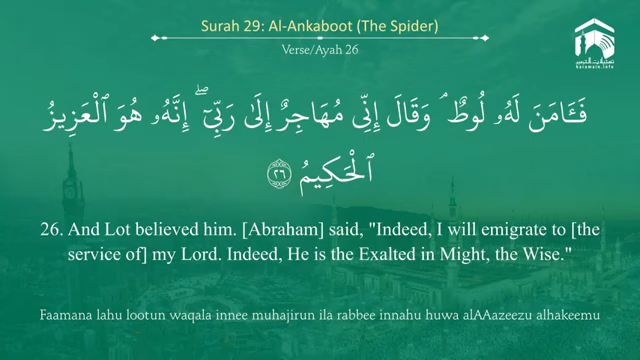 Surah 29: Al-Ankaboot (The Spider)
Verse/Ayah 26
haramain.info
فَـَٔامَنَ لَهُۥ لُوطٌ ۘ وَقَالَ إِنِّى مُهَاجِرٌ إِلَىٰ رَبِّىٓ ۖ إِنَّهُۥ هُوَ ٱلْعَزِيزُ
ٱلْحَكِيمُ ٢٦
26. And Lot believed him. [Abraham] said, "Indeed, I will emigrate to [the
service of] my Lord. Indeed, He is the Exalted in Might, the Wise."
Faamana lahu lootun waqala innee muhajirun ila rabbee innahu huwa alAAazeezu alhakeemu